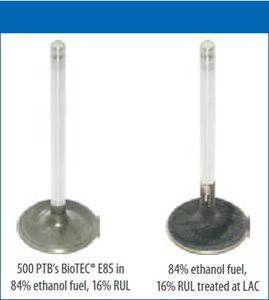 500 PTB's BioTEC® E85 in
84% ethanol fuel, 16% RUL
84% ethanol fuel,
16% RUL treated at LAC